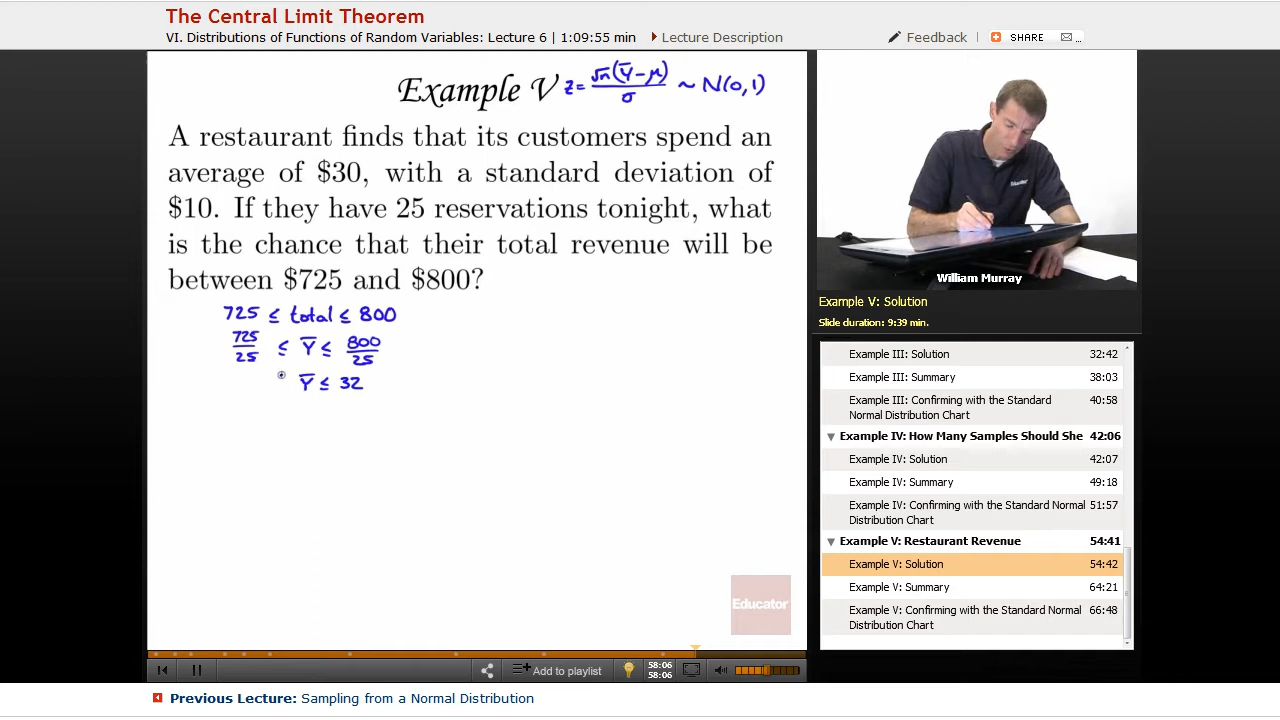 The Central Limit Theorem
VI. Distributions of Functions of Random Variables: Lecture 6 | 1:09:55 min
Lecture Description
Feedback
SHARE
Example V z = √n(Ȳ-μ)/σ ~ N(0,1)
A restaurant finds that its customers spend an
average of $30, with a standard deviation of
$10. If they have 25 reservations tonight, what
is the chance that their total revenue will be
between $725 and $800?
725 ≤ total ≤ 800
725/25 ≤ Ȳ ≤ 800/25
Ȳ ≤ 32
Educator
Educator
William Murray
Example V: Solution
Slide duration: 9:39 min.
Example III: Solution 32:42
Example III: Summary 38:03
Example III: Confirming with the Standard 40:58
Normal Distribution Chart
Example IV: How Many Samples Should She 42:06
Example IV: Solution 42:07
Example IV: Summary 49:18
Example IV: Confirming with the Standard Normal 51:57
Distribution Chart
Example V: Restaurant Revenue 54:41
Example V: Solution 54:42
Example V: Summary 64:21
Example V: Confirming with the Standard Normal 66:48
Distribution Chart
Add to playlist
58:06
58:06
Previous Lecture: Sampling from a Normal Distribution